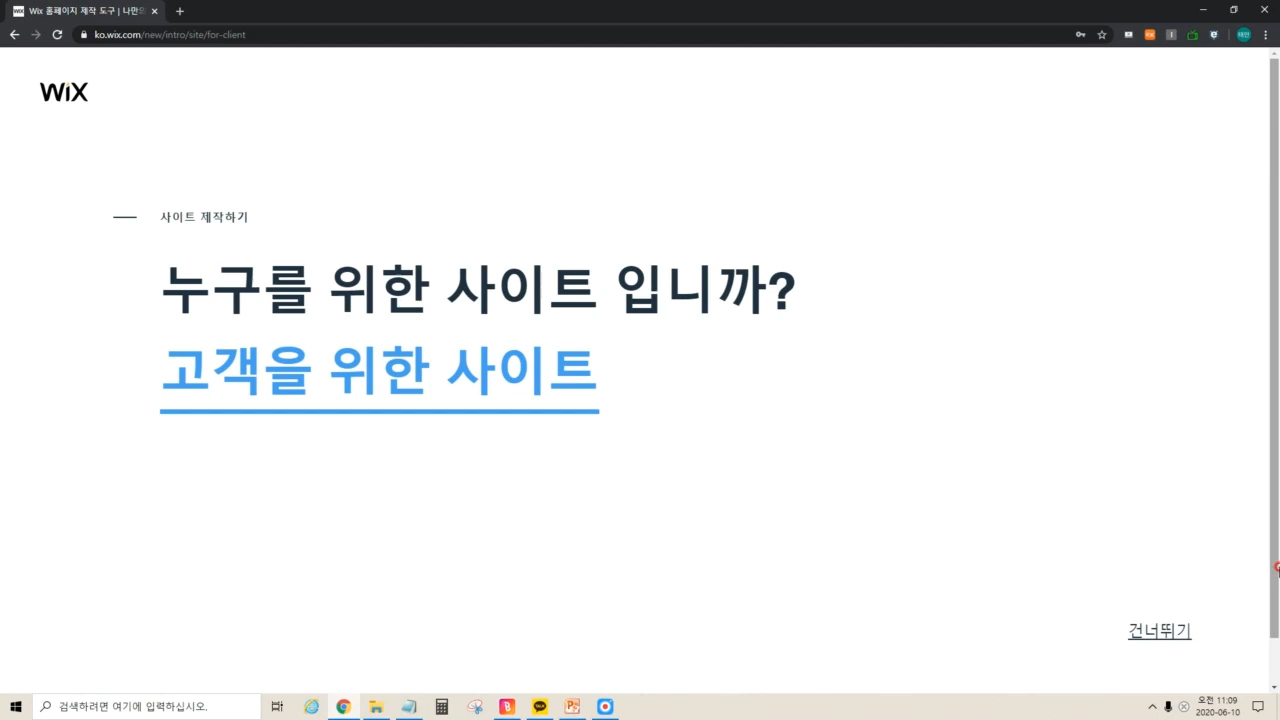 Wix 홈페이지 제작 도구 | 나만의
ko.wix.com/new/intro/site/for-client
WiX
사이트 제작하기
누구를 위한 사이트 입니까?
고객을 위한 사이트
건너뛰기
검색하려면 여기에 입력하십시오.
오전 11:09
2020-06-10